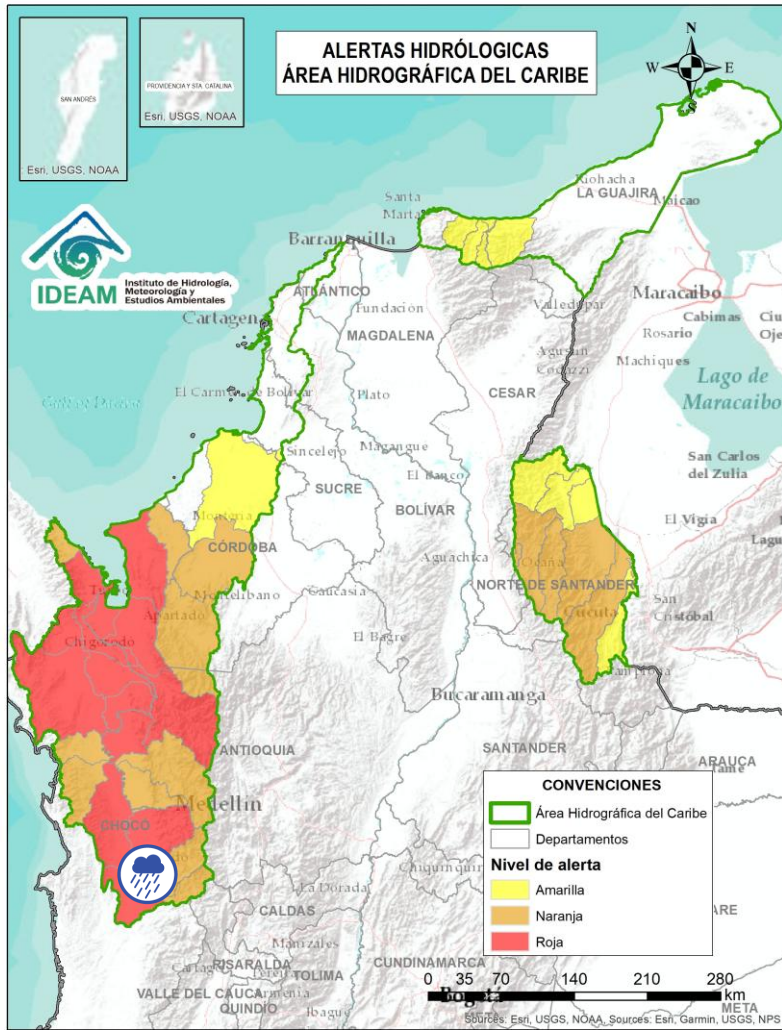 ALERTAS HIDRÓLOGICAS
ÁREA HIDROGRÁFICA DEL CARIBE
N
W
E
S
SAN ANDRÉS
Esri, USGS, NOAA
PROVIDENCIA Y STA. CATALINA
Esri, USGS, NOAA
IDEAM
Instituto de Hidrología,
Meteorología y
Estudios Ambientales
Riohacha
LA GUAJIRA
Maicao
Santa
Marta
Barranquilla
ATLÁNTICO
Cartagena
Fundación
MAGDALENA
Valledupar
Maracaibo
Cabimas
Rosario
Machiques
Agustín
Codazzi
CESAR
Lago de
Maracaibo
El Carmen de Bolívar
Plato
Sincelejo
Magangue
El Banco
SUCRE
BOLÍVAR
San Carlos
del Zulia
El Vigía
Montería
CÓRDOBA
Aguachica
Ocaña
NORTE DE SANTANDER
Cúcuta
San
Cristóbal
Montelibano
Caucasia
Apartado
El Bagre
Chigorodó
Bucaramanga
ANTIOQUIA
SANTANDER
ARAUCA
Medellín
CHOCÓ
La Dorada
CALDAS
Manizales
RISARALDA
TOLIMA
CUNDINAMARCA
VALLE DEL CAUCA
Armenia
QUINDÍO
Ibagué
Bogotá
META
CONVENCIONES
Área Hidrográfica del Caribe
Departamentos
Nivel de alerta
Amarilla
Naranja
Roja
0 35 70 140 210 280
km
Sources: Esri, USGS, NOAA, Sources: Esri, Garmin, USGS, NPS